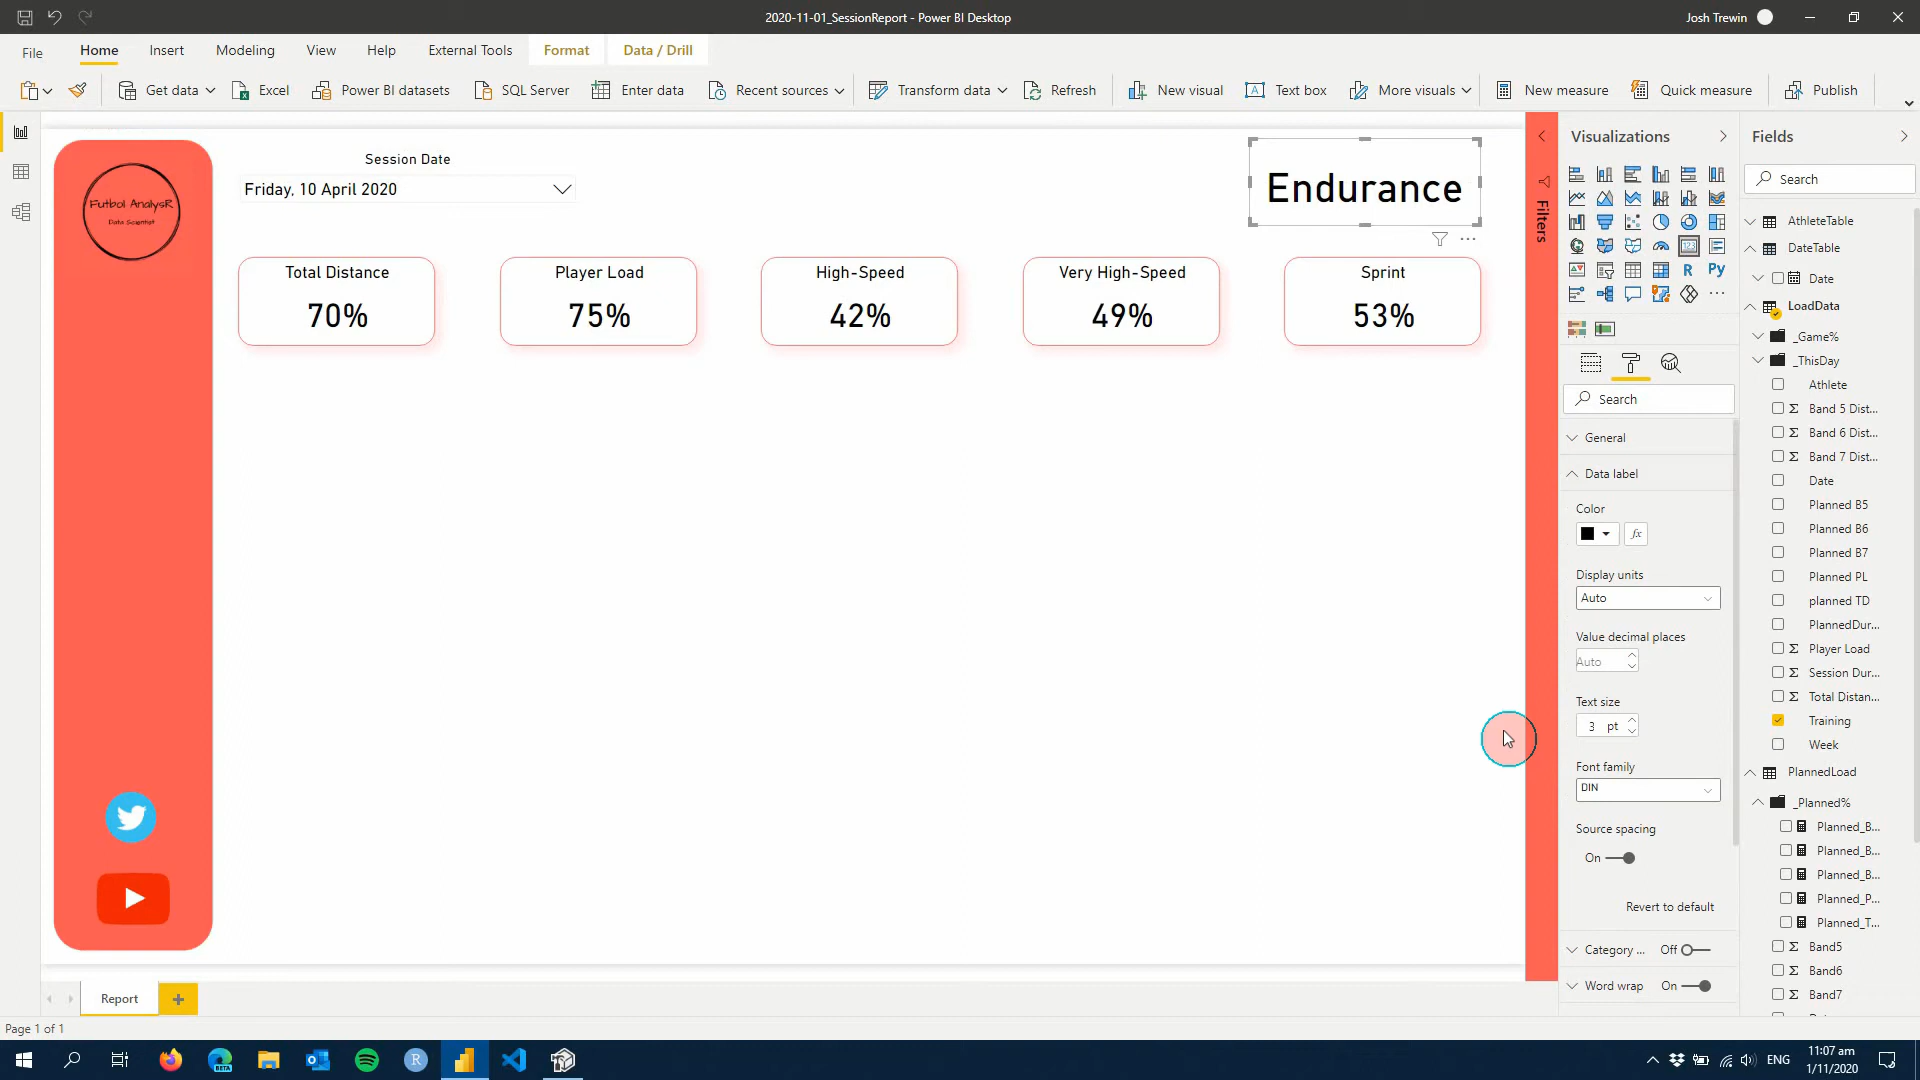 2020-11-01_SessionReport - Power BI Desktop
Josh Trewin
File
Home
Insert
Modeling
View
Help
External Tools
Format
Data / Drill
Get data
Excel
Power BI datasets
SQL Server
Enter data
Recent sources
Transform data
Refresh
New visual
Text box
More visuals
New measure
Quick measure
Publish
Futbol AnalysR
Data Scientist
Session Date
Friday, 10 April 2020
Endurance
Total Distance
70%
Player Load
75%
High-Speed
42%
Very High-Speed
49%
Sprint
53%
Filters
Visualizations
R
Py
123
Search
General
Data label
Color
fx
Display units
Auto
Value decimal places
Auto
Text size
3 pt
Font family
DIN
Source spacing
On
Revert to default
Category ... Off
Word wrap On
Fields
Search
AthleteTable
DateTable
Date
LoadData
_Game%
_ThisDay
Athlete
Band 5 Dist...
Band 6 Dist...
Band 7 Dist...
Date
Planned B5
Planned B6
Planned B7
Planned PL
planned TD
PlannedDur...
Player Load
Session Dur...
Total Distan...
Training
Week
PlannedLoad
_Planned%
Planned_B...
Planned_B...
Planned_B...
Planned_P...
Planned_T...
Band5
Band6
Band7
Report
Page 1 of 1
BETA
R
ENG
11:07 am
1/11/2020